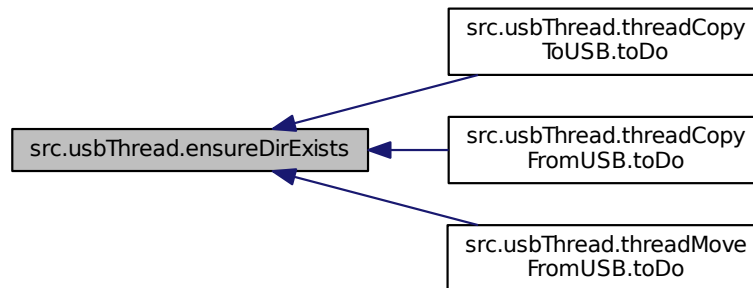 src.usbThread.threadCopy
ToUSB.toDo
src.usbThread.ensureDirExists
src.usbThread.threadCopy
FromUSB.toDo
src.usbThread.threadMove
FromUSB.toDo